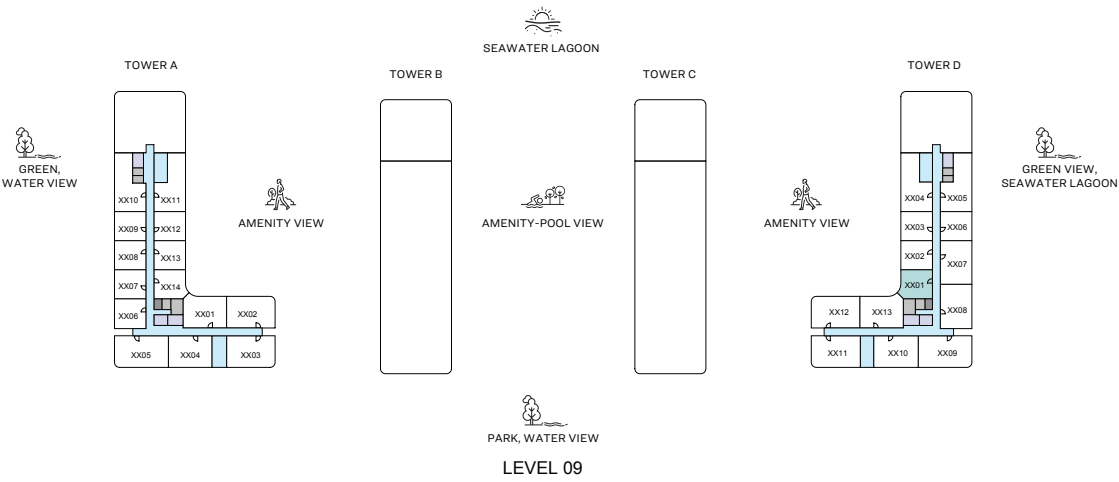 SEAWATER LAGOON
TOWER A
TOWER B
TOWER C
TOWER D
GREEN,
WATER VIEW
AMENITY VIEW
AMENITY-POOL VIEW
AMENITY VIEW
GREEN VIEW,
SEAWATER LAGOON
XX10 XX11
XX09 XX12
XX08 XX13
XX07 XX14
XX06 XX01 XX02
XX05 XX04 XX03
XX04 XX05
XX03 XX06
XX02 XX07
XX01
XX12 XX13 XX08
XX11 XX10 XX09
PARK, WATER VIEW
LEVEL 09